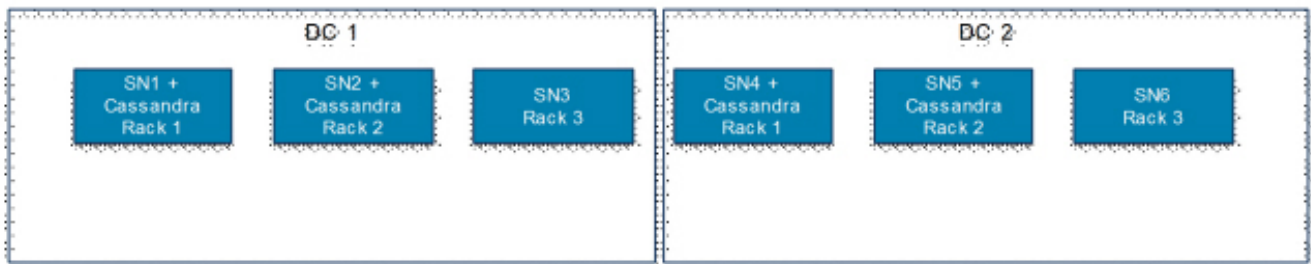 DC 1
SN1 +
Cassandra
Rack 1
SN2 +
Cassandra
Rack 2
SN3
Rack 3
DC 2
SN4 +
Cassandra
Rack 1
SN5 +
Cassandra
Rack 2
SN6
Rack 3